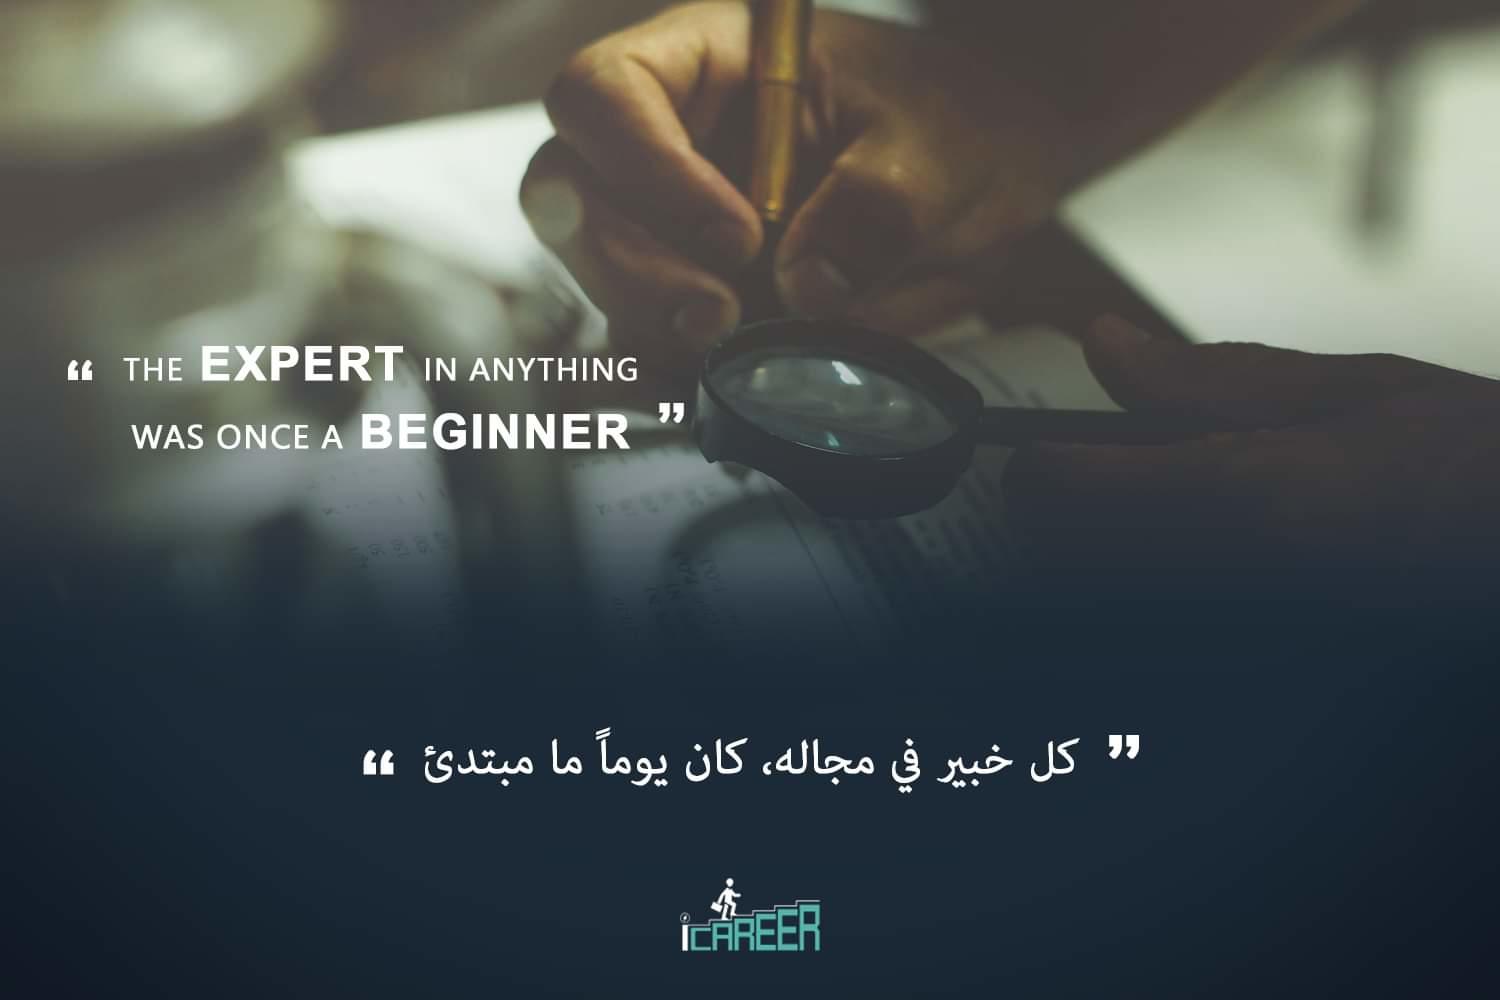 “ THE EXPERT IN ANYTHING
WAS ONCE A BEGINNER ”
“ كل خبير في مجاله، كان يوماً ما مبتدئ ”
iCAREER